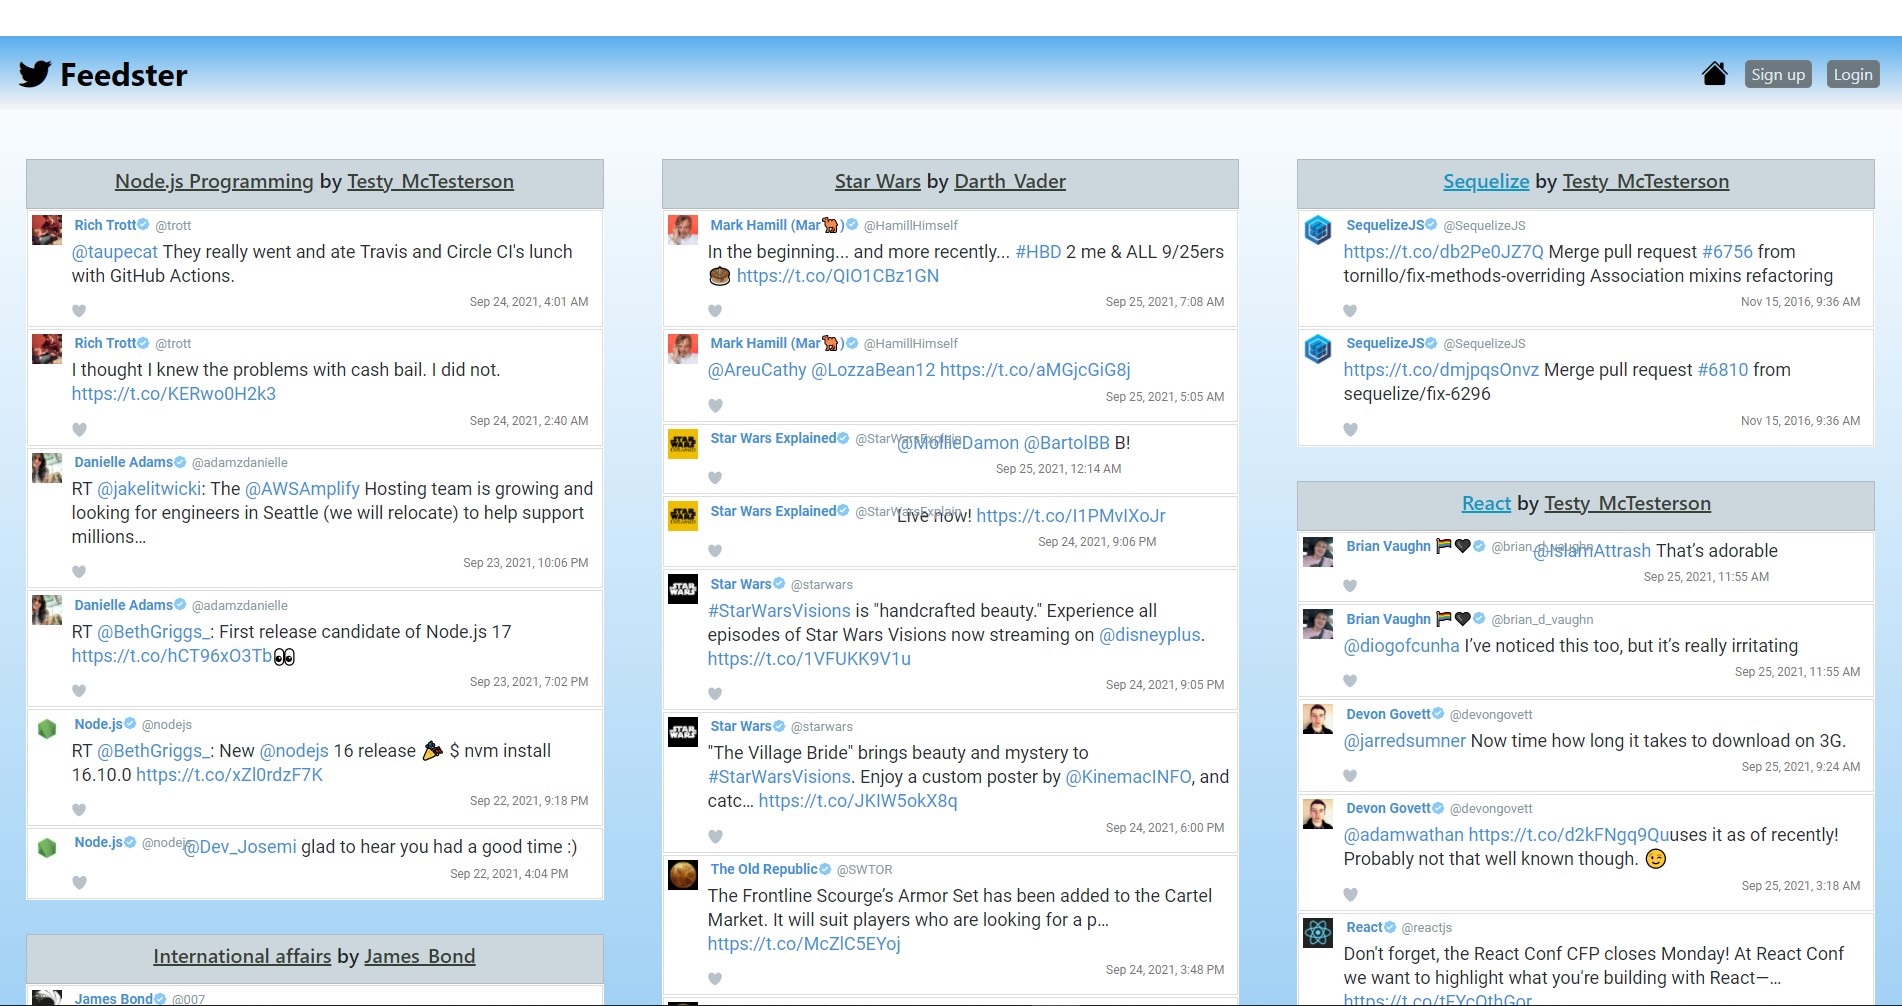 Feedster
Sign up
Login
Node.js Programming by Testy_McTesterson
Rich Trott @trott
@taupecat They really went and ate Travis and Circle CI's lunch
with GitHub Actions.
Sep 24, 2021, 4:01 AM
Rich Trott @trott
I thought I knew the problems with cash bail. I did not.
https://t.co/KERwo0H2k3
Sep 24, 2021, 2:40 AM
Danielle Adams @adamzdanielle
RT @jakelitwicki: The @AWSAmplify Hosting team is growing and
looking for engineers in Seattle (we will relocate) to help support
millions…
Sep 23, 2021, 10:06 PM
Danielle Adams @adamzdanielle
RT @BethGriggs_: First release candidate of Node.js 17
https://t.co/hCT96xO3Tb👀
Sep 23, 2021, 7:02 PM
Node.js @nodejs
RT @BethGriggs_: New @nodejs 16 release 🎉 $ nvm install
16.10.0 https://t.co/xZl0rdzF7K
Sep 22, 2021, 9:18 PM
Node.js @nodejs
@Dev_Josemi glad to hear you had a good time :)
Sep 22, 2021, 4:04 PM
International affairs by James_Bond
James Bond @007
Star Wars by Darth_Vader
Mark Hamill (Mar🐪) @HamillHimself
In the beginning... and more recently... #HBD 2 me & ALL 9/25ers
🎂 https://t.co/QIO1CBz1GN
Sep 25, 2021, 7:08 AM
Mark Hamill (Mar🐪) @HamillHimself
@AreuCathy @LozzaBean12 https://t.co/aMGjcGiG8j
Sep 25, 2021, 5:05 AM
Star Wars Explained @StarWarsExplain
@MollieDamon @BartolBB B!
Sep 25, 2021, 12:14 AM
Star Wars Explained @StarWarsExplain
Live now! https://t.co/I1PMvIXoJr
Sep 24, 2021, 9:06 PM
Star Wars @starwars
#StarWarsVisions is "handcrafted beauty." Experience all
episodes of Star Wars Visions now streaming on @disneyplus.
https://t.co/1VFUKK9V1u
Sep 24, 2021, 9:05 PM
Star Wars @starwars
"The Village Bride" brings beauty and mystery to
#StarWarsVisions. Enjoy a custom poster by @KinemacINFO, and
catc… https://t.co/JKIW5okX8q
Sep 24, 2021, 6:00 PM
The Old Republic @SWTOR
The Frontline Scourge's Armor Set has been added to the Cartel
Market. It will suit players who are looking for a p…
https://t.co/McZlC5EYoj
Sep 24, 2021, 3:48 PM
Sequelize by Testy_McTesterson
SequelizeJS @SequelizeJS
https://t.co/db2Pe0JZ7Q Merge pull request #6756 from
tornillo/fix-methods-overriding Association mixins refactoring
Nov 15, 2016, 9:36 AM
SequelizeJS @SequelizeJS
https://t.co/dmjpqsOnvz Merge pull request #6810 from
sequelize/fix-6296
Nov 15, 2016, 9:36 AM
React by Testy_McTesterson
Brian Vaughn 🏳️‍🌈🖤 @brian_d_vaughn
@IslamAttrash That’s adorable
Sep 25, 2021, 11:55 AM
Brian Vaughn 🏳️‍🌈🖤 @brian_d_vaughn
@diogofcunha I’ve noticed this too, but it’s really irritating
Sep 25, 2021, 11:55 AM
Devon Govett @devongovett
@jarredsumner Now time how long it takes to download on 3G.
Sep 25, 2021, 9:24 AM
Devon Govett @devongovett
@adamwathan https://t.co/d2kFNgq9Quuses it as of recently!
Probably not that well known though. 😉
Sep 25, 2021, 3:18 AM
React @reactjs
Don't forget, the React Conf CFP closes Monday! At React Conf
we want to highlight what you're building with React—…
https://t.co/tFYcOthGor